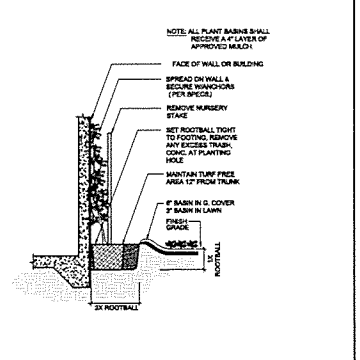 NOTE: ALL PLANT BASINS SHALL
RECEIVE A 4" LAYER OF
APPROVED MULCH.
FACE OF WALL OR BUILDING
SPREAD ON WALL &
SECURE W/ANCHORS
(PER SPECS.)
REMOVE NURSERY
STAKE
SET ROOTBALL TIGHT
TO FOOTING, REMOVE
ANY EXCESS TRASH,
CONC. AT PLANTING
HOLE
MAINTAIN TURF FREE
AREA 12" FROM TRUNK
6" BASIN IN G. COVER
3" BASIN IN LAWN
FINISH
GRADE
1X
ROOTBALL
2X ROOTBALL